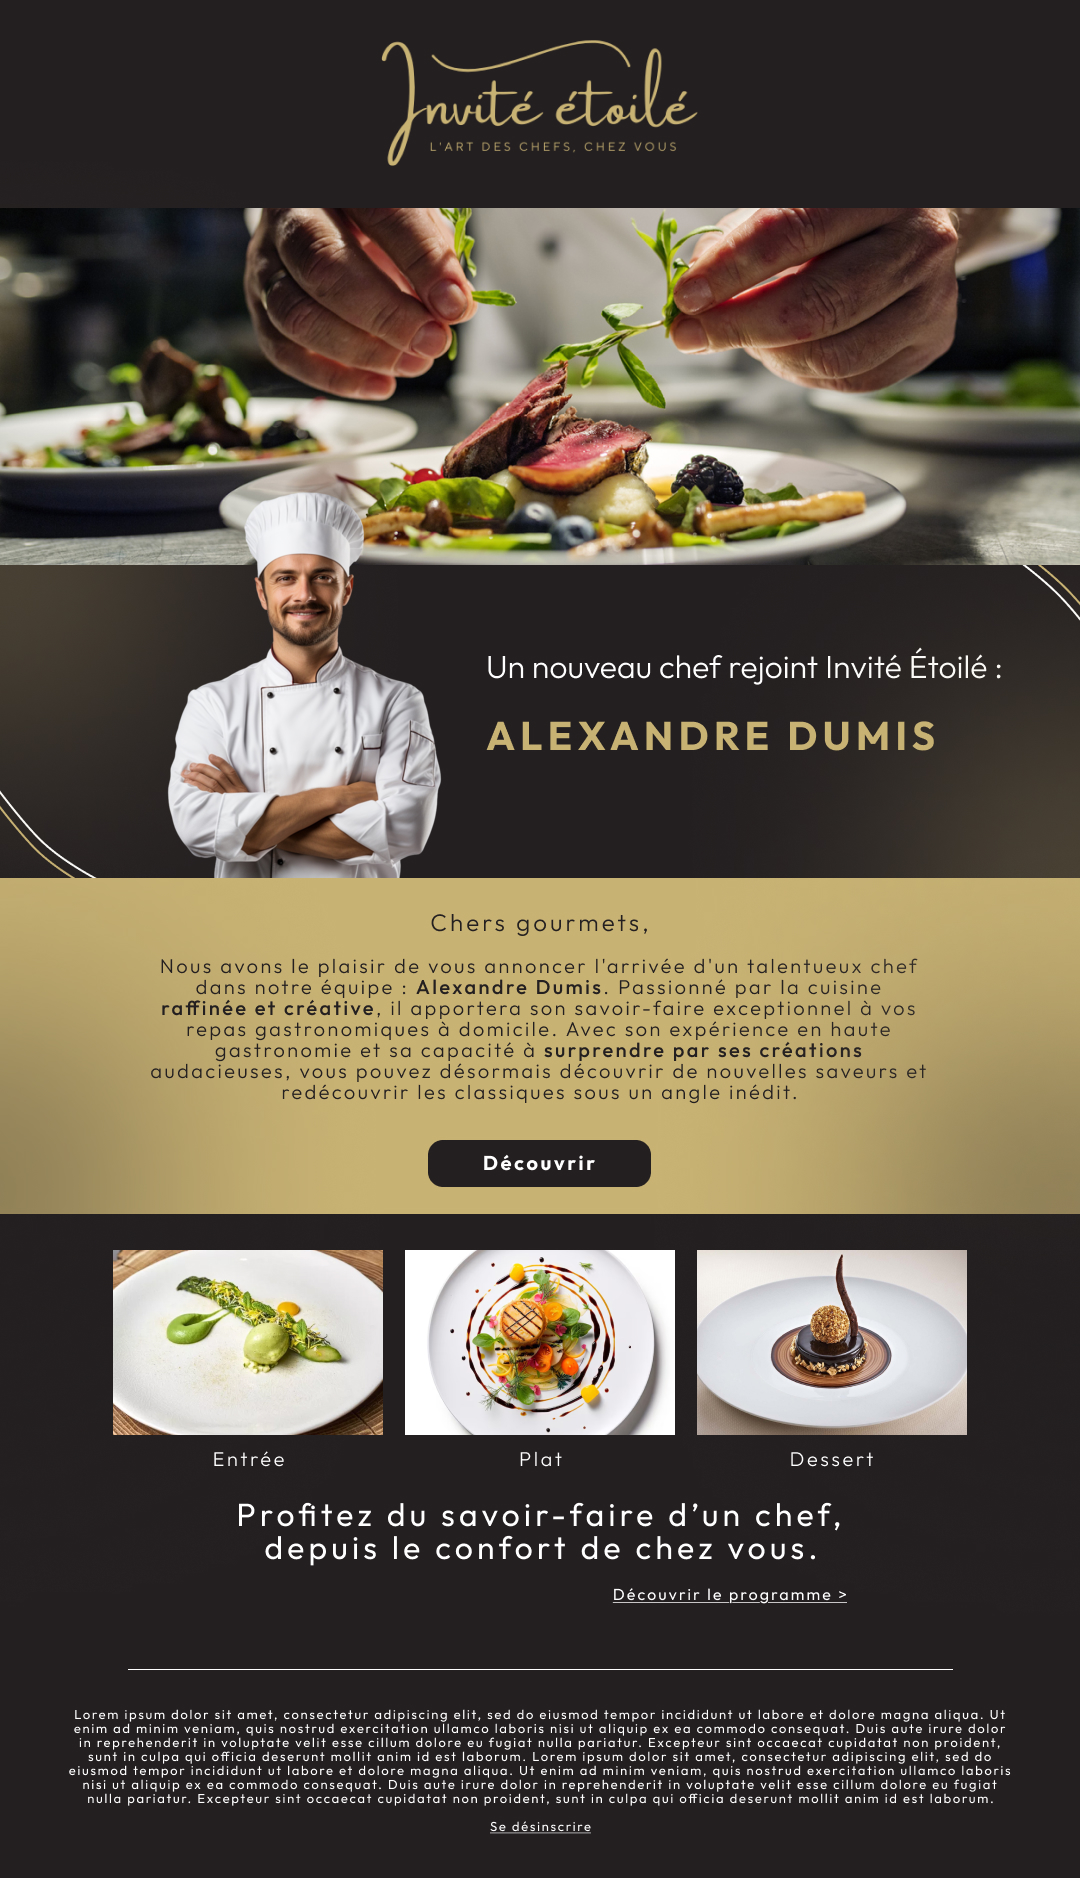 Invité étoilé
L'ART DES CHEFS, CHEZ VOUS
Un nouveau chef rejoint Invité Étoilé :
ALEXANDRE DUMIS
Chers gourmets,
Nous avons le plaisir de vous annoncer l'arrivée d'un talentueux chef
dans notre équipe : Alexandre Dumis. Passionné par la cuisine
raffinée et créative, il apportera son savoir-faire exceptionnel à vos
repas gastronomiques à domicile. Avec son expérience en haute
gastronomie et sa capacité à surprendre par ses créations
audacieuses, vous pouvez désormais découvrir de nouvelles saveurs et
redécouvrir les classiques sous un angle inédit.
Découvrir
Entrée
Plat
Dessert
Profitez du savoir-faire d’un chef,
depuis le confort de chez vous.
Découvrir le programme >
Lorem ipsum dolor sit amet, consectetur adipiscing elit, sed do eiusmod tempor incididunt ut labore et dolore magna aliqua. Ut
enim ad minim veniam, quis nostrud exercitation ullamco laboris nisi ut aliquip ex ea commodo consequat. Duis aute irure dolor
in reprehenderit in voluptate velit esse cillum dolore eu fugiat nulla pariatur. Excepteur sint occaecat cupidatat non proident,
sunt in culpa qui officia deserunt mollit anim id est laborum. Lorem ipsum dolor sit amet, consectetur adipiscing elit, sed do
eiusmod tempor incididunt ut labore et dolore magna aliqua. Ut enim ad minim veniam, quis nostrud exercitation ullamco laboris
nisi ut aliquip ex ea commodo consequat. Duis aute irure dolor in reprehenderit in voluptate velit esse cillum dolore eu fugiat
nulla pariatur. Excepteur sint occaecat cupidatat non proident, sunt in culpa qui officia deserunt mollit anim id est laborum.
Se désinscrire